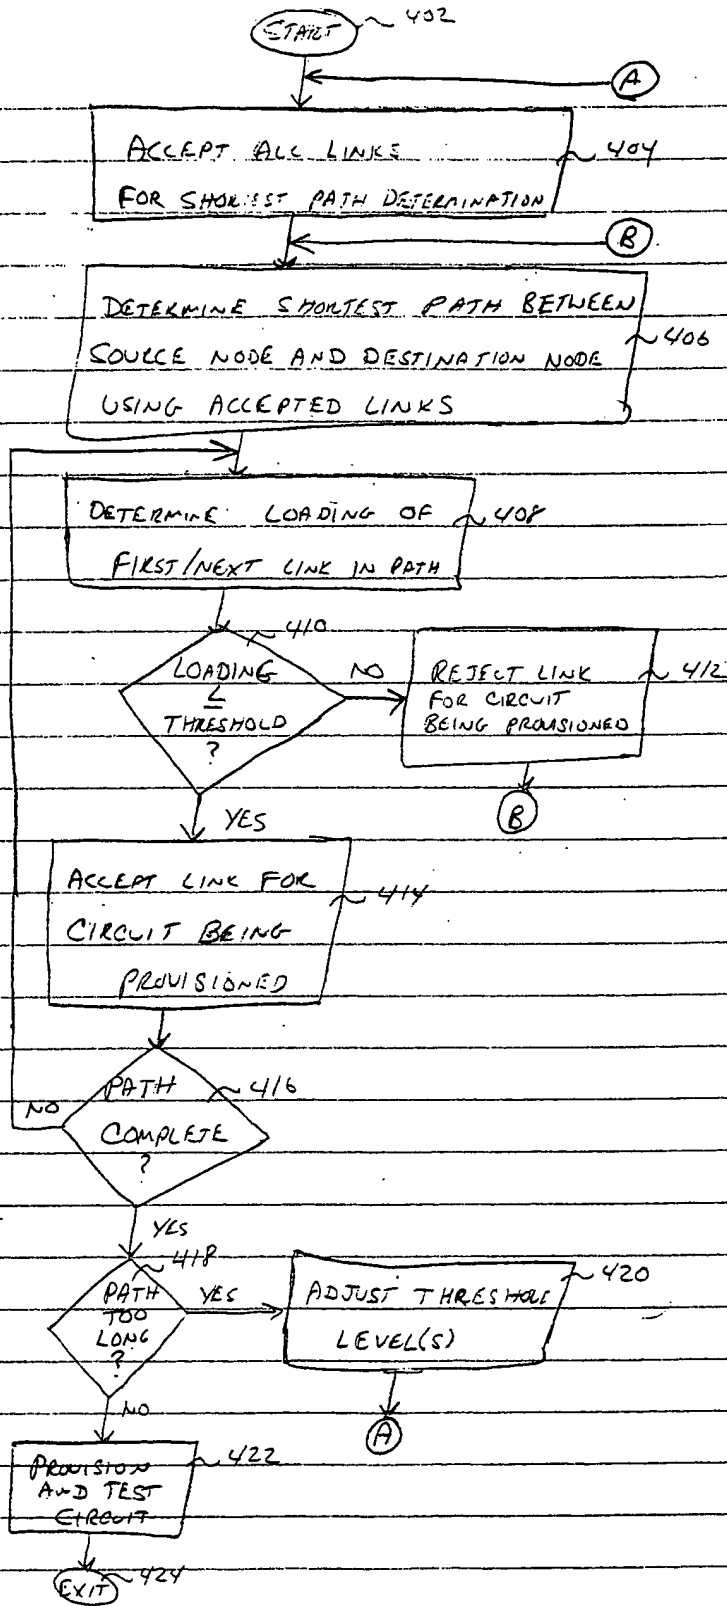 START 402
A
ACCEPT ALL LINKS
404
FOR SHORTEST PATH DETERMINATION
B
DETERMINE SHORTEST PATH BETWEEN
406
SOURCE NODE AND DESTINATION NODE
USING ACCEPTED LINKS
DETERMINE LOADING OF
408
FIRST/NEXT LINK IN PATH
410
LOADING
≤
THRESHOLD
?
NO
REJECT LINK
412
FOR CIRCUIT
BEING PROVISIONED
B
YES
ACCEPT LINK FOR
414
CIRCUIT BEING
PROVISIONED
PATH
416
COMPLETE
?
NO
YES
418
PATH
TOO
LONG
?
YES
ADJUST THRESHOLD
420
LEVEL(S)
A
NO
PROVISION
422
AND TEST
CIRCUIT
EXIT 424